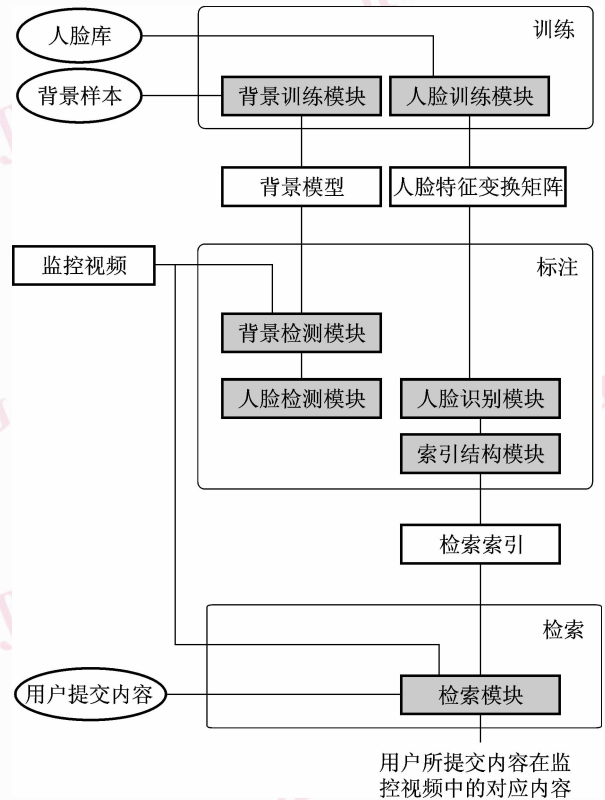 人脸库
训练
背景样本
背景训练模块
人脸训练模块
背景模型
人脸特征变换矩阵
监控视频
标注
背景检测模块
人脸检测模块
人脸识别模块
索引结构模块
检索索引
检索
用户提交内容
检索模块
用户所提交内容在监
控视频中的对应内容